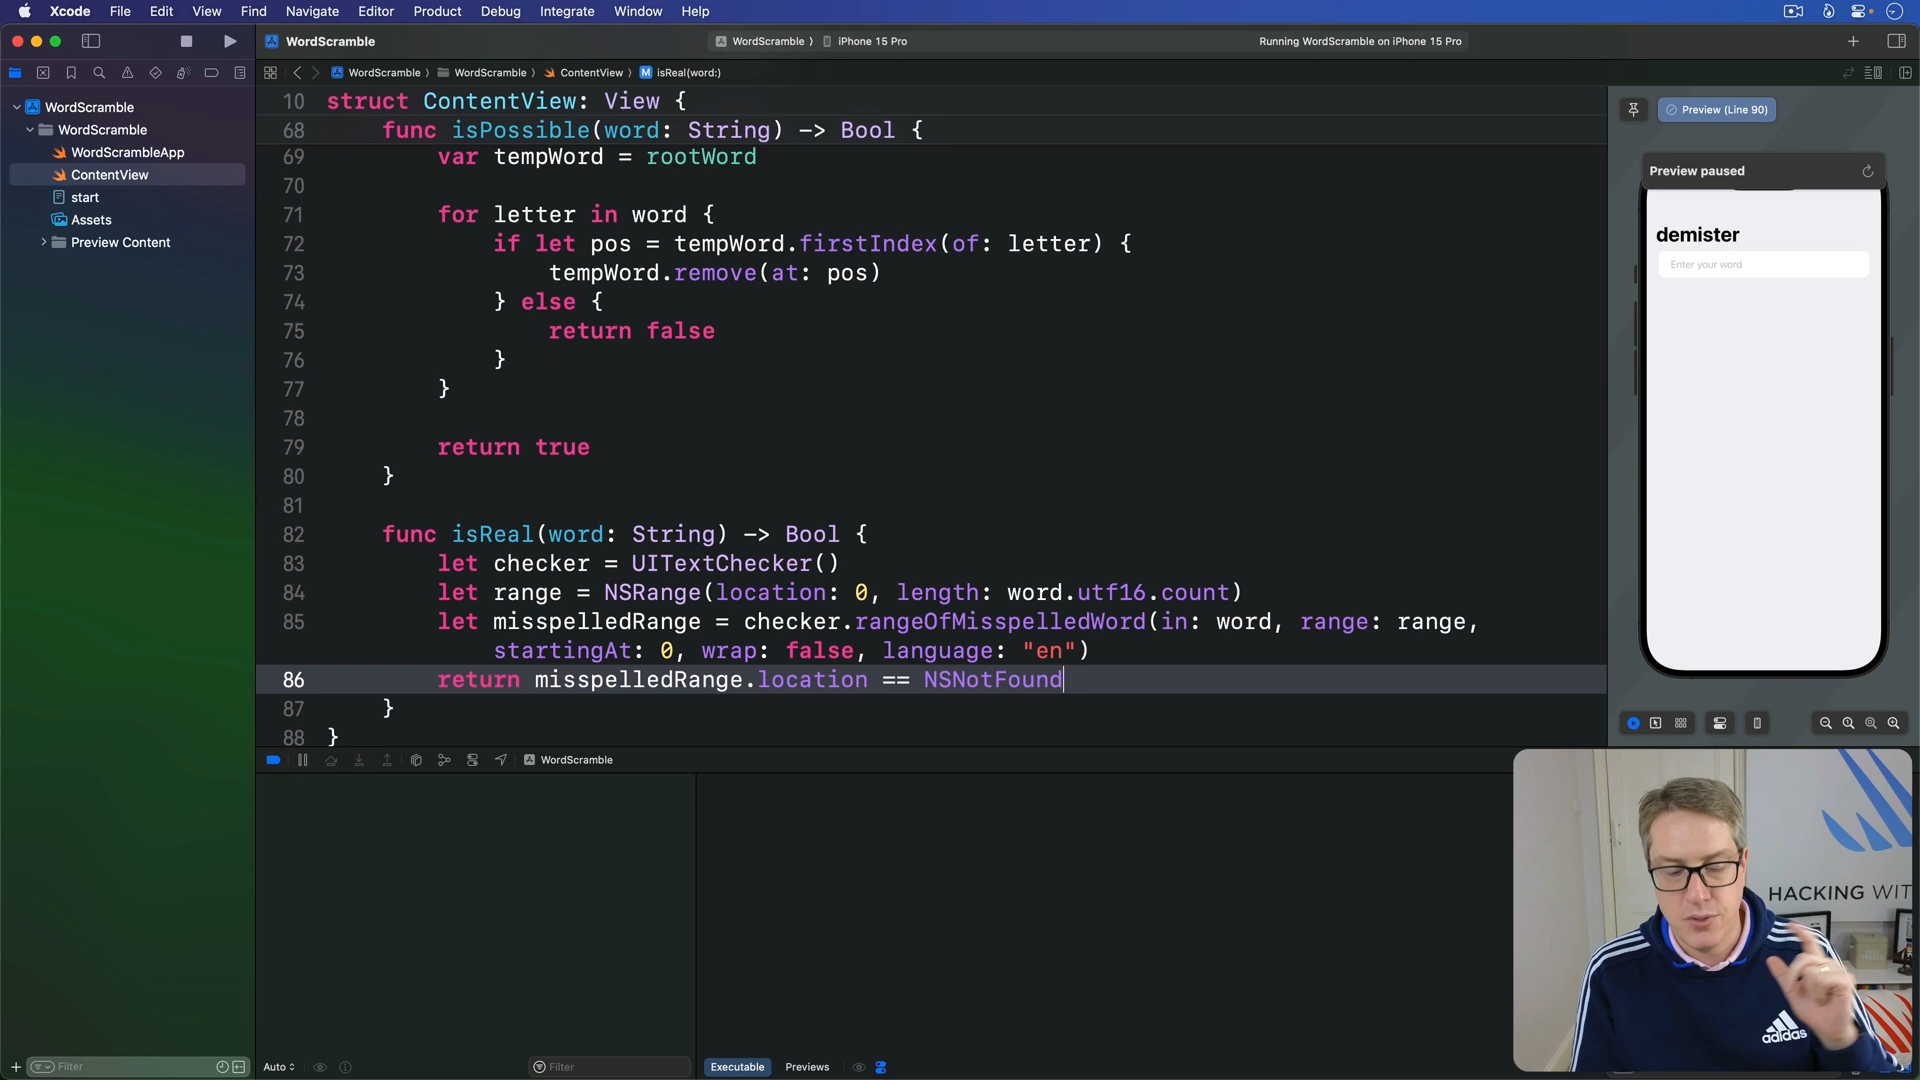 Xcode File Edit View Find Navigate Editor Product Debug Integrate Window Help
WordScramble
WordScramble 〉 iPhone 15 Pro
Running WordScramble on iPhone 15 Pro
WordScramble 〉 WordScramble 〉 ContentView 〉 M isReal(word:)
WordScramble
WordScramble
WordScrambleApp
ContentView
start
Assets
Preview Content
10 struct ContentView: View {
68 func isPossible(word: String) -> Bool {
69 var tempWord = rootWord
70
71 for letter in word {
72 if let pos = tempWord.firstIndex(of: letter) {
73 tempWord.remove(at: pos)
74 } else {
75 return false
76 }
77 }
78
79 return true
80 }
81
82 func isReal(word: String) -> Bool {
83 let checker = UITextChecker()
84 let range = NSRange(location: 0, length: word.utf16.count)
85 let misspelledRange = checker.rangeOfMisspelledWord(in: word, range: range,
startingAt: 0, wrap: false, language: "en")
86 return misspelledRange.location == NSNotFound
87 }
88 }
Preview (Line 90)
Preview paused
demister
Enter your word
WordScramble
HACKING WIT
adidas
Filter
Auto
Filter
Executable Previews